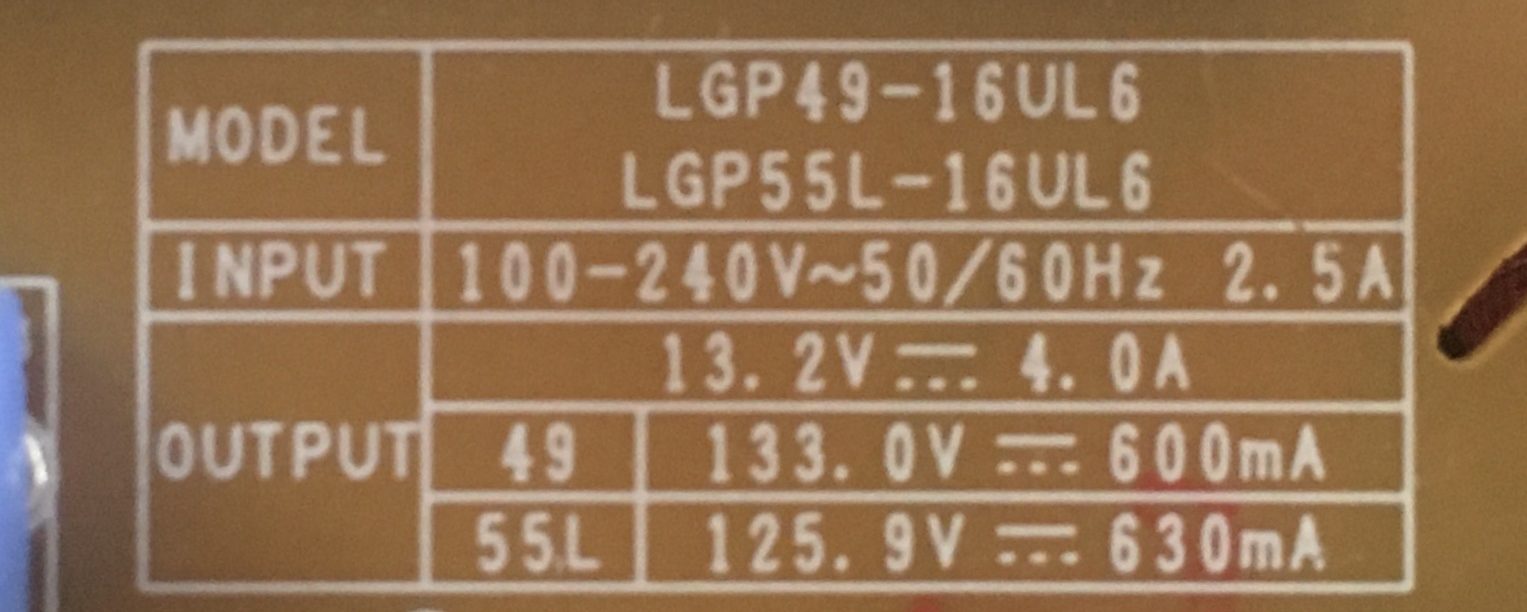 MODEL
LGP49-16UL6
LGP55L-16UL6
INPUT 100-240V~50/60Hz 2.5A
OUTPUT
13.2V⎓4.0A
49 133.0V⎓600mA
55L 125.9V⎓630mA